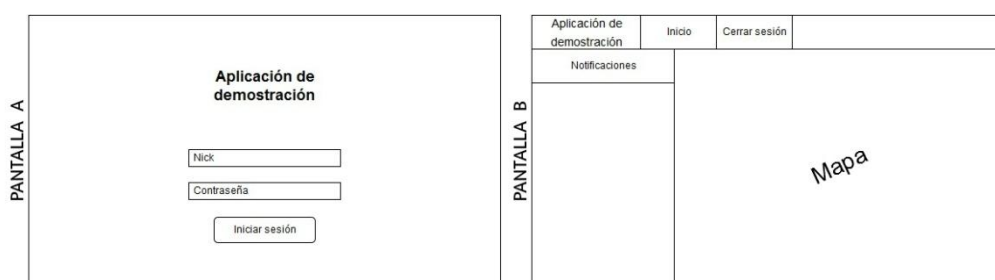 PANTALLA A
Aplicación de
demostración
Nick
Contraseña
Iniciar sesión
PANTALLA B
Aplicación de
demostración
Inicio
Cerrar sesión
Notificaciones
Mapa